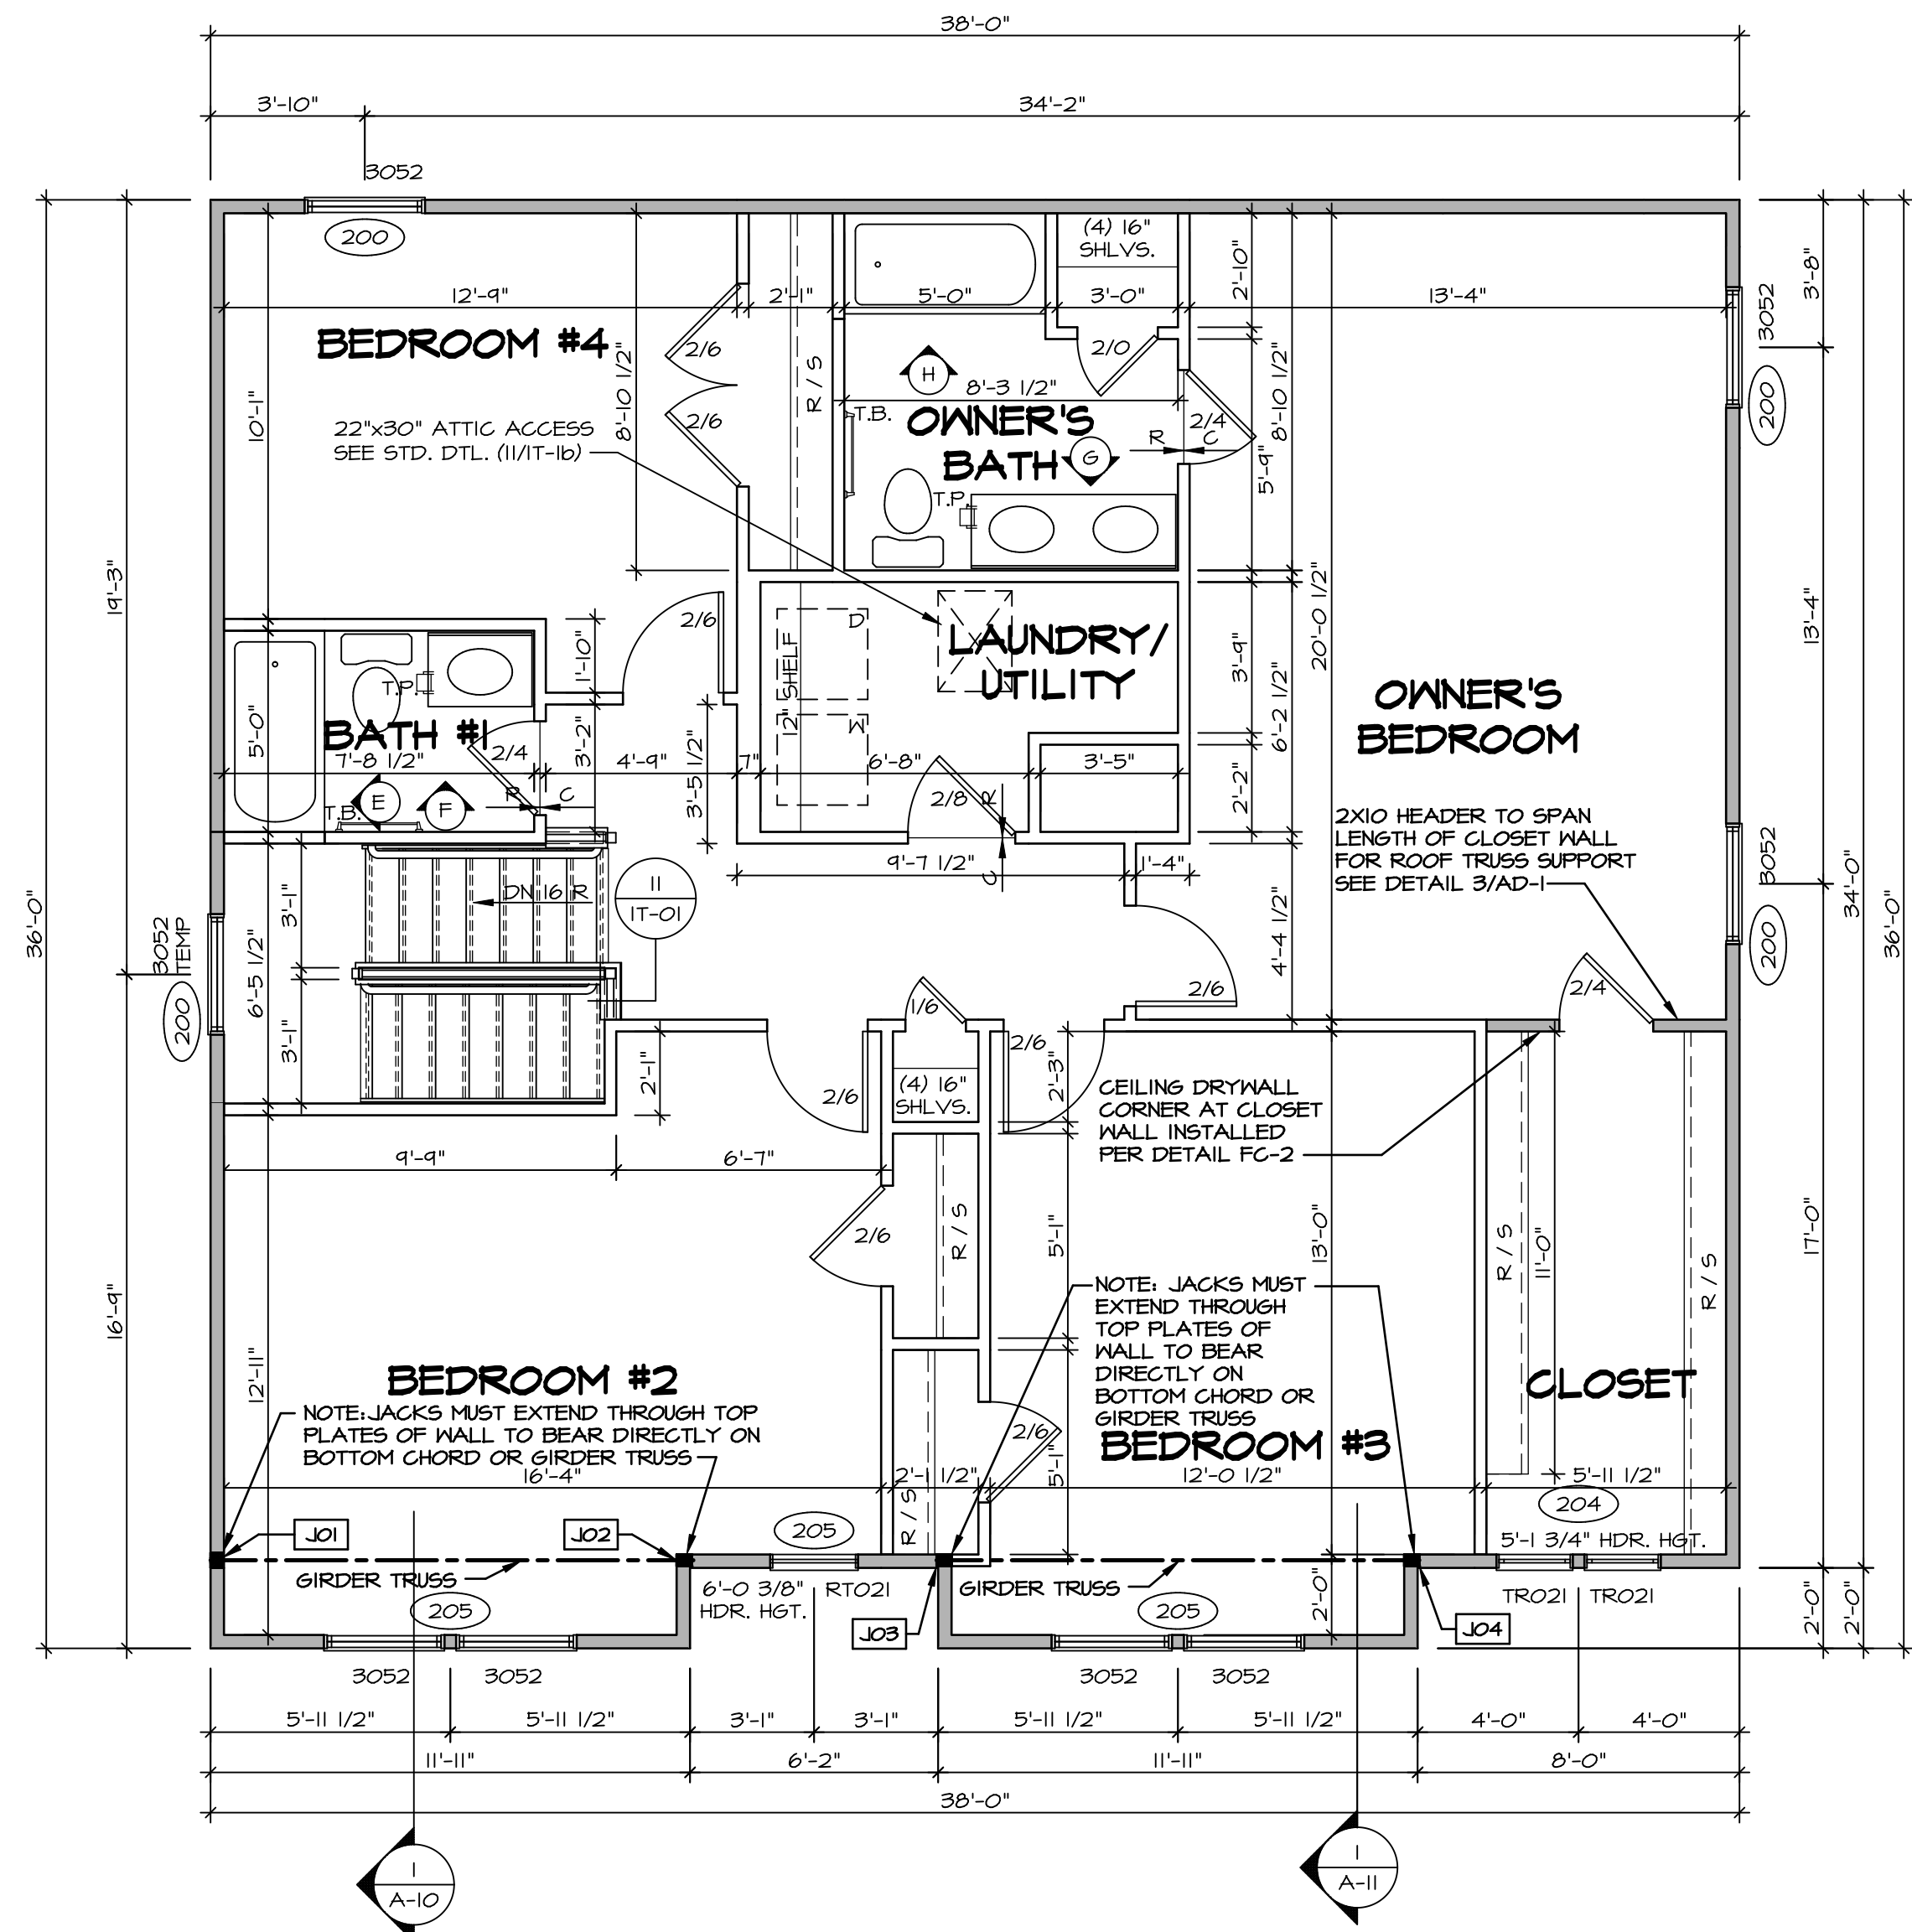 38'-0"
3'-10"
34'-2"
3052
200
(4) 16"
SHLVS.
12'-9"
2'-1"
5'-0"
3'-0"
13'-4"
2'-10"
3'-8"
3052
200
BEDROOM #4
2/6
2/6
8'-10 1/2"
R / S
H
8'-3 1/2"
2/0
T.B.
OWNER'S
BATH
G
2/4
R
C
8'-10 1/2"
5'-9"
T.P.
10'-1"
22"x30" ATTIC ACCESS
SEE STD. DTL. (11/IT-1b)
19'-3"
36'-0"
20'-0 1/2"
13'-4"
2/6
1'-10"
D
12" SHELF
W
LAUNDRY/
UTILITY
3'-9"
6'-2 1/2"
OWNER'S
BEDROOM
T.P.
BATH #1
5'-0"
7'-8 1/2"
2/4
3'-2"
4'-9"
3'-5 1/2"
7"
6'-8"
3'-5"
2'-2"
T.B.
E
F
R
C
2/8
R
C
9'-7 1/2"
1'-4"
2X10 HEADER TO SPAN
LENGTH OF CLOSET WALL
FOR ROOF TRUSS SUPPORT
SEE DETAIL 3/AD-1
3052
200
34'-0"
36'-0"
3052
TEMP
200
6'-5 1/2"
3'-1"
3'-1"
DN 16 R
11
IT-01
4'-4 1/2"
2/6
1/6
2/4
2'-1"
2/6
(4) 16"
SHLVS.
2/6
2'-3"
CEILING DRYWALL
CORNER AT CLOSET
WALL INSTALLED
PER DETAIL FC-2
9'-9"
6'-7"
2/6
R / S
5'-1"
13'-0"
R / S
11'-0"
R / S
17'-0"
16'-9"
12'-11"
BEDROOM #2
NOTE: JACKS MUST EXTEND THROUGH TOP
PLATES OF WALL TO BEAR DIRECTLY ON
BOTTOM CHORD OR GIRDER TRUSS
NOTE: JACKS MUST
EXTEND THROUGH
TOP PLATES OF
WALL TO BEAR
DIRECTLY ON
BOTTOM CHORD OR
GIRDER TRUSS
BEDROOM #3
CLOSET
2/6
5'-1"
16'-4"
2'-1 1/2"
12'-0 1/2"
5'-11 1/2"
R / S
204
5'-1 3/4" HDR. HGT.
J01
J02
205
GIRDER TRUSS
205
6'-0 3/8"
HDR. HGT.
RT021
J03
GIRDER TRUSS
205
2'-0"
J04
TR021
TR021
2'-0"
2'-0"
3052
3052
3052
3052
5'-11 1/2"
5'-11 1/2"
3'-1"
3'-1"
5'-11 1/2"
5'-11 1/2"
4'-0"
4'-0"
11'-11"
6'-2"
11'-11"
8'-0"
38'-0"
1
A-10
1
A-11